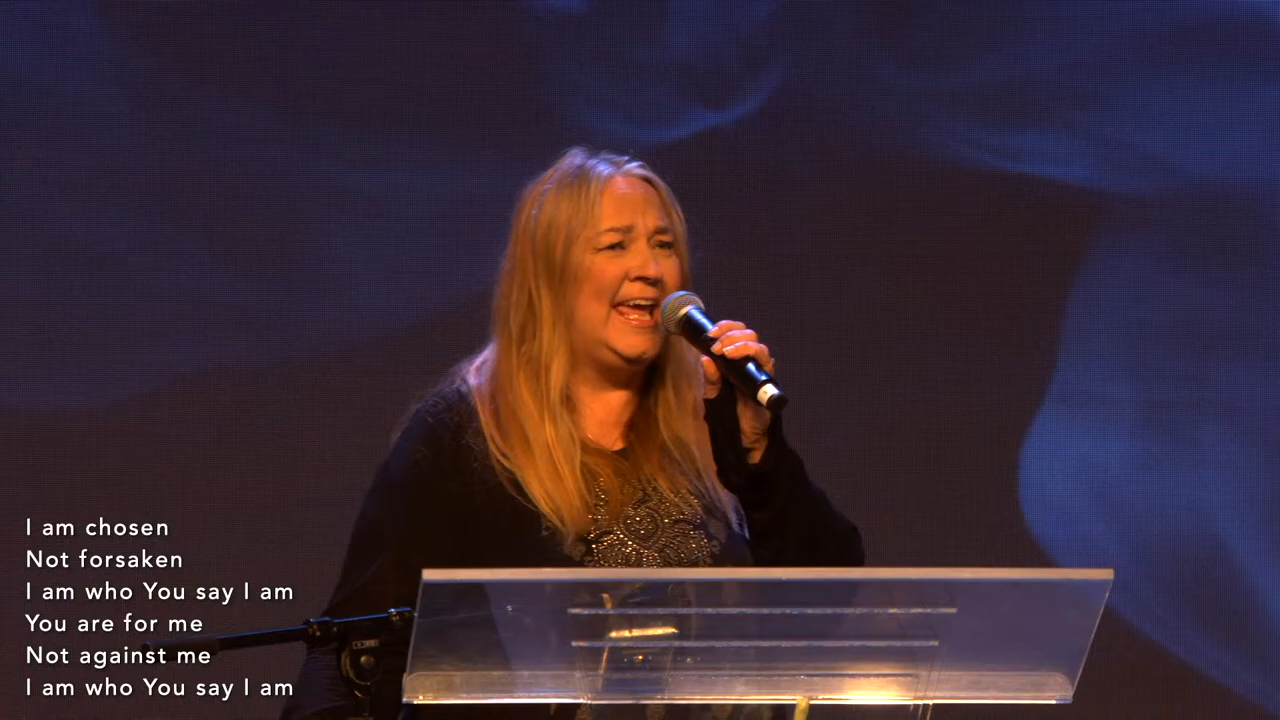 I am chosen
Not forsaken
I am who You say I am
You are for me
Not against me
I am who You say I am